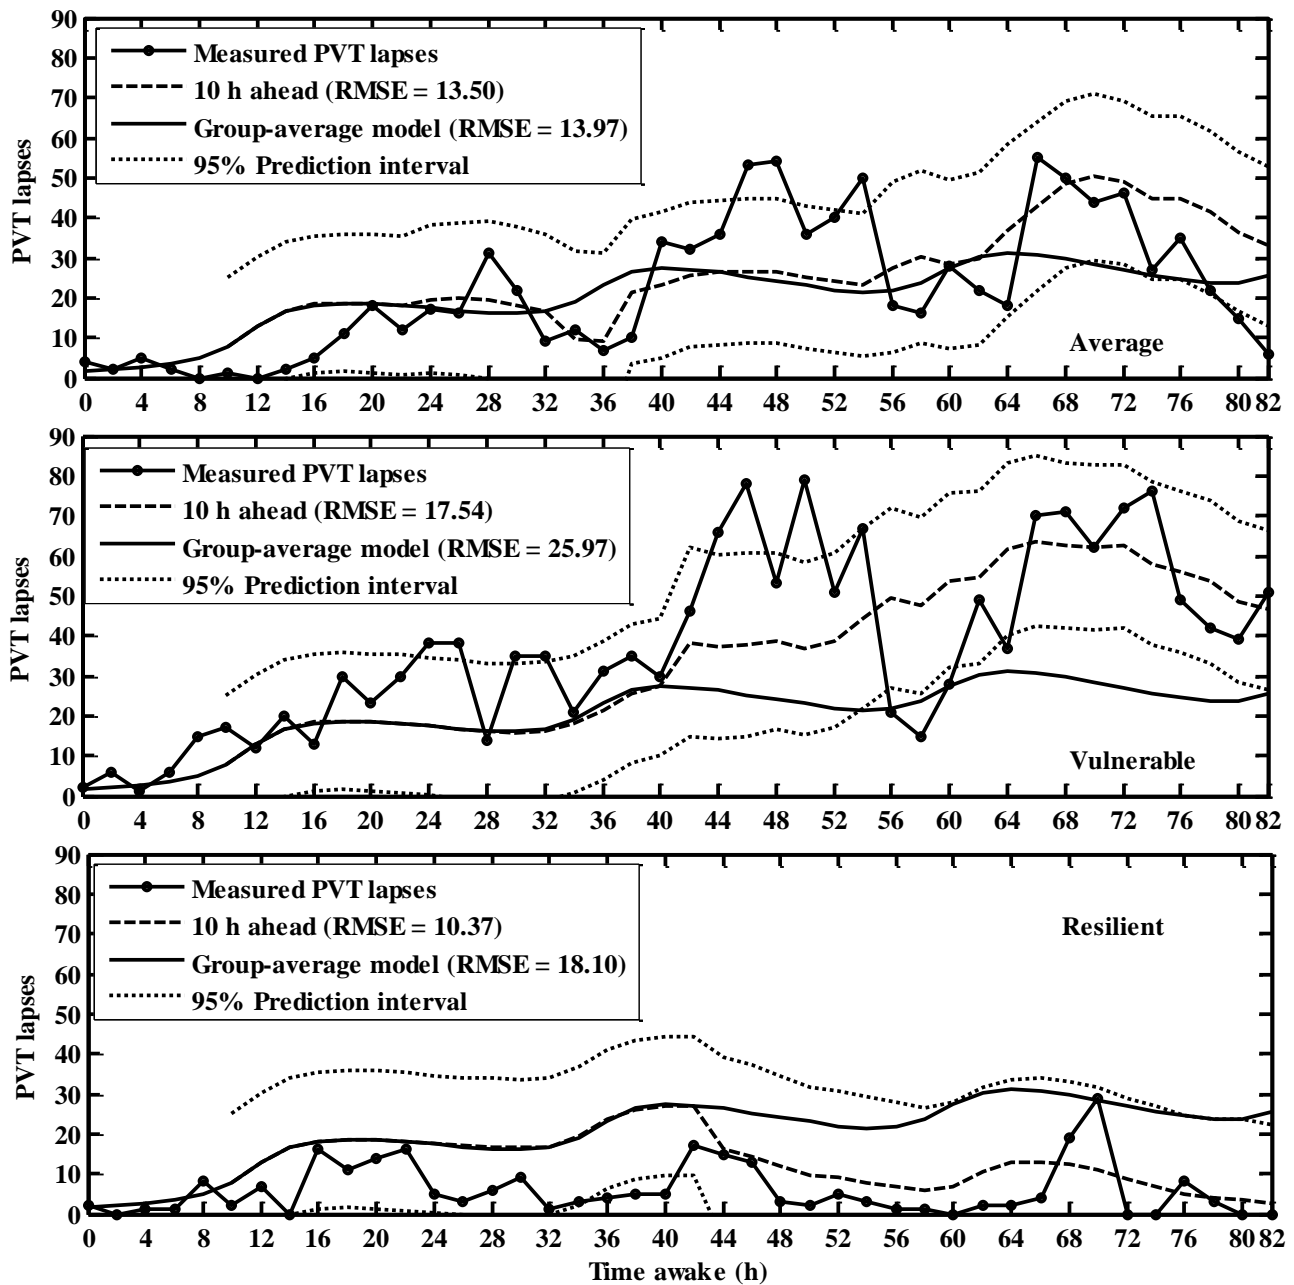 90
80
70
60
50
40
30
20
10
0
PVT lapses
Measured PVT lapses
10 h ahead (RMSE = 13.50)
Group-average model (RMSE = 13.97)
95% Prediction interval
Average
0 4 8 12 16 20 24 28 32 36 40 44 48 52 56 60 64 68 72 76 80 82
90
80
70
60
50
40
30
20
10
0
PVT lapses
Measured PVT lapses
10 h ahead (RMSE = 17.54)
Group-average model (RMSE = 25.97)
95% Prediction interval
Vulnerable
0 4 8 12 16 20 24 28 32 36 40 44 48 52 56 60 64 68 72 76 80 82
90
80
70
60
50
40
30
20
10
0
PVT lapses
Measured PVT lapses
10 h ahead (RMSE = 10.37)
Group-average model (RMSE = 18.10)
95% Prediction interval
Resilient
0 4 8 12 16 20 24 28 32 36 40 44 48 52 56 60 64 68 72 76 80 82
Time awake (h)